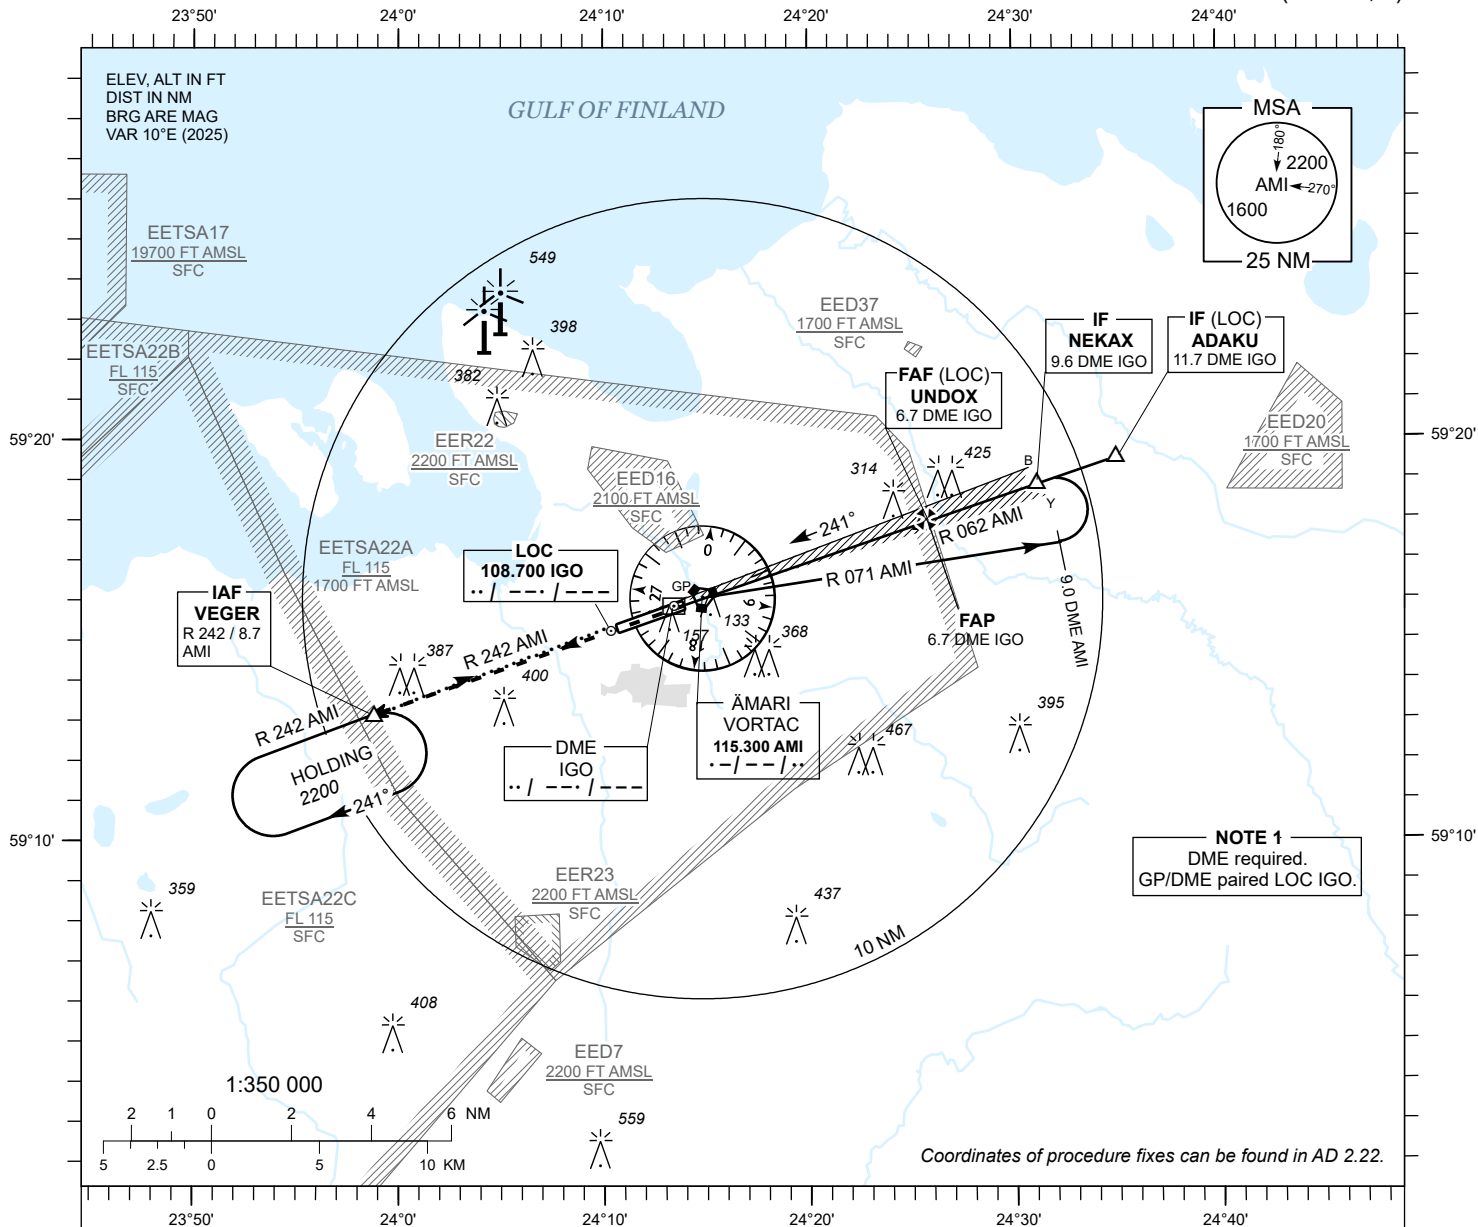 23°50'
24°0'
24°10'
24°20'
24°30'
24°40'
ELEV, ALT IN FT
DIST IN NM
BRG ARE MAG
VAR 10°E (2025)
GULF OF FINLAND
MSA
180°
2200
AMI
270°
1600
25 NM
EETSA17
19700 FT AMSL
SFC
549
398
382
EED37
1700 FT AMSL
SFC
IF
NEKAX
9.6 DME IGO
IF (LOC)
ADAKU
11.7 DME IGO
EETSA22B
FL 115
SFC
FAF (LOC)
UNDOX
6.7 DME IGO
59°20'
59°20'
EER22
2200 FT AMSL
SFC
EED20
1700 FT AMSL
SFC
EED16
2100 FT AMSL
SFC
314
425
B
Y
241°
R 062 AMI
R 071 AMI
9.0 DME AMI
EETSA22A
FL 115
1700 FT AMSL
LOC
108.700 IGO
0
9
18
27
GP
133
157
368
FAP
6.7 DME IGO
IAF
VEGER
R 242 / 8.7
AMI
387
R 242 AMI
400
R 242 AMI
HOLDING
2200
241°
ÄMARI
VORTAC
115.300 AMI
DME
IGO
395
467
59°10'
59°10'
NOTE 1
DME required.
GP/DME paired LOC IGO.
359
EETSA22C
FL 115
SFC
EER23
2200 FT AMSL
SFC
437
10 NM
408
EED7
2200 FT AMSL
SFC
559
1:350 000
2 1 0 2 4 6 NM
5 2.5 0 5 10 KM
Coordinates of procedure fixes can be found in AD 2.22.
23°50'
24°0'
24°10'
24°20'
24°30'
24°40'